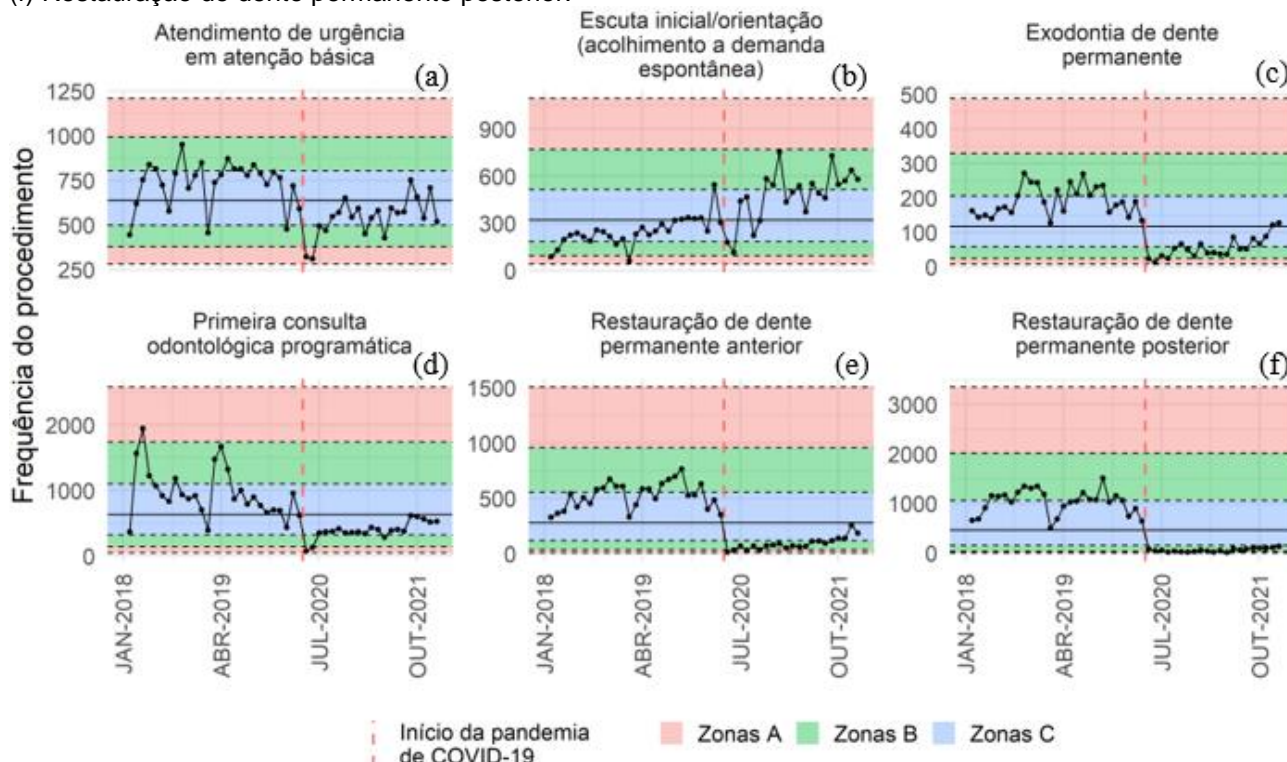 (f) Restauração de dente permanente posterior.
Atendimento de urgência
em atenção básica
(a)
Escuta inicial/orientação
(acolhimento a demanda
espontânea)
(b)
Exodontia de dente
permanente
(c)
Frequência do procedimento
1250
1000
750
500
250
900
600
300
0
500
400
300
200
100
0
Primeira consulta
odontológica programática
(d)
Restauração de dente
permanente anterior
(e)
Restauração de dente
permanente posterior
(f)
2000
1000
0
1500
1000
500
0
3000
2000
1000
0
JAN-2018
ABR-2019
JUL-2020
OUT-2021
JAN-2018
ABR-2019
JUL-2020
OUT-2021
JAN-2018
ABR-2019
JUL-2020
OUT-2021
Início da pandemia
de COVID-19
Zonas A
Zonas B
Zonas C